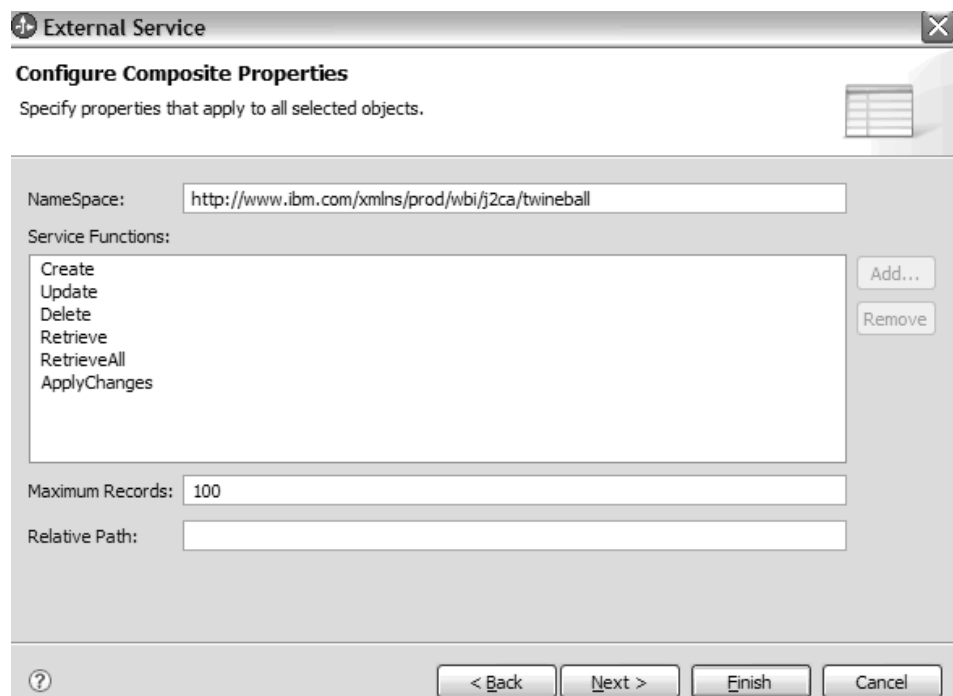 External Service
Configure Composite Properties
Specify properties that apply to all selected objects.
NameSpace: http://www.ibm.com/xmlns/prod/wbi/j2ca/twineball
Service Functions:
Create
Update
Delete
Retrieve
RetrieveAll
ApplyChanges
Add...
Remove
Maximum Records: 100
Relative Path:
? < Back Next > Finish Cancel